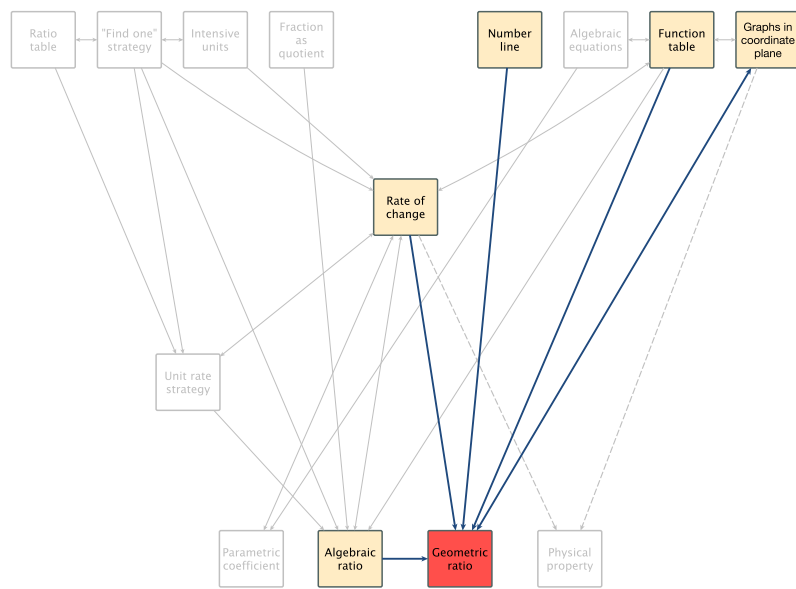 Ratio
table
"Find one"
strategy
Intensive
units
Fraction
as
quotient
Number
line
Algebraic
equations
Function
table
Graphs in
coordinate
plane
Rate of
change
Unit rate
strategy
Parametric
coefficient
Algebraic
ratio
Geometric
ratio
Physical
property